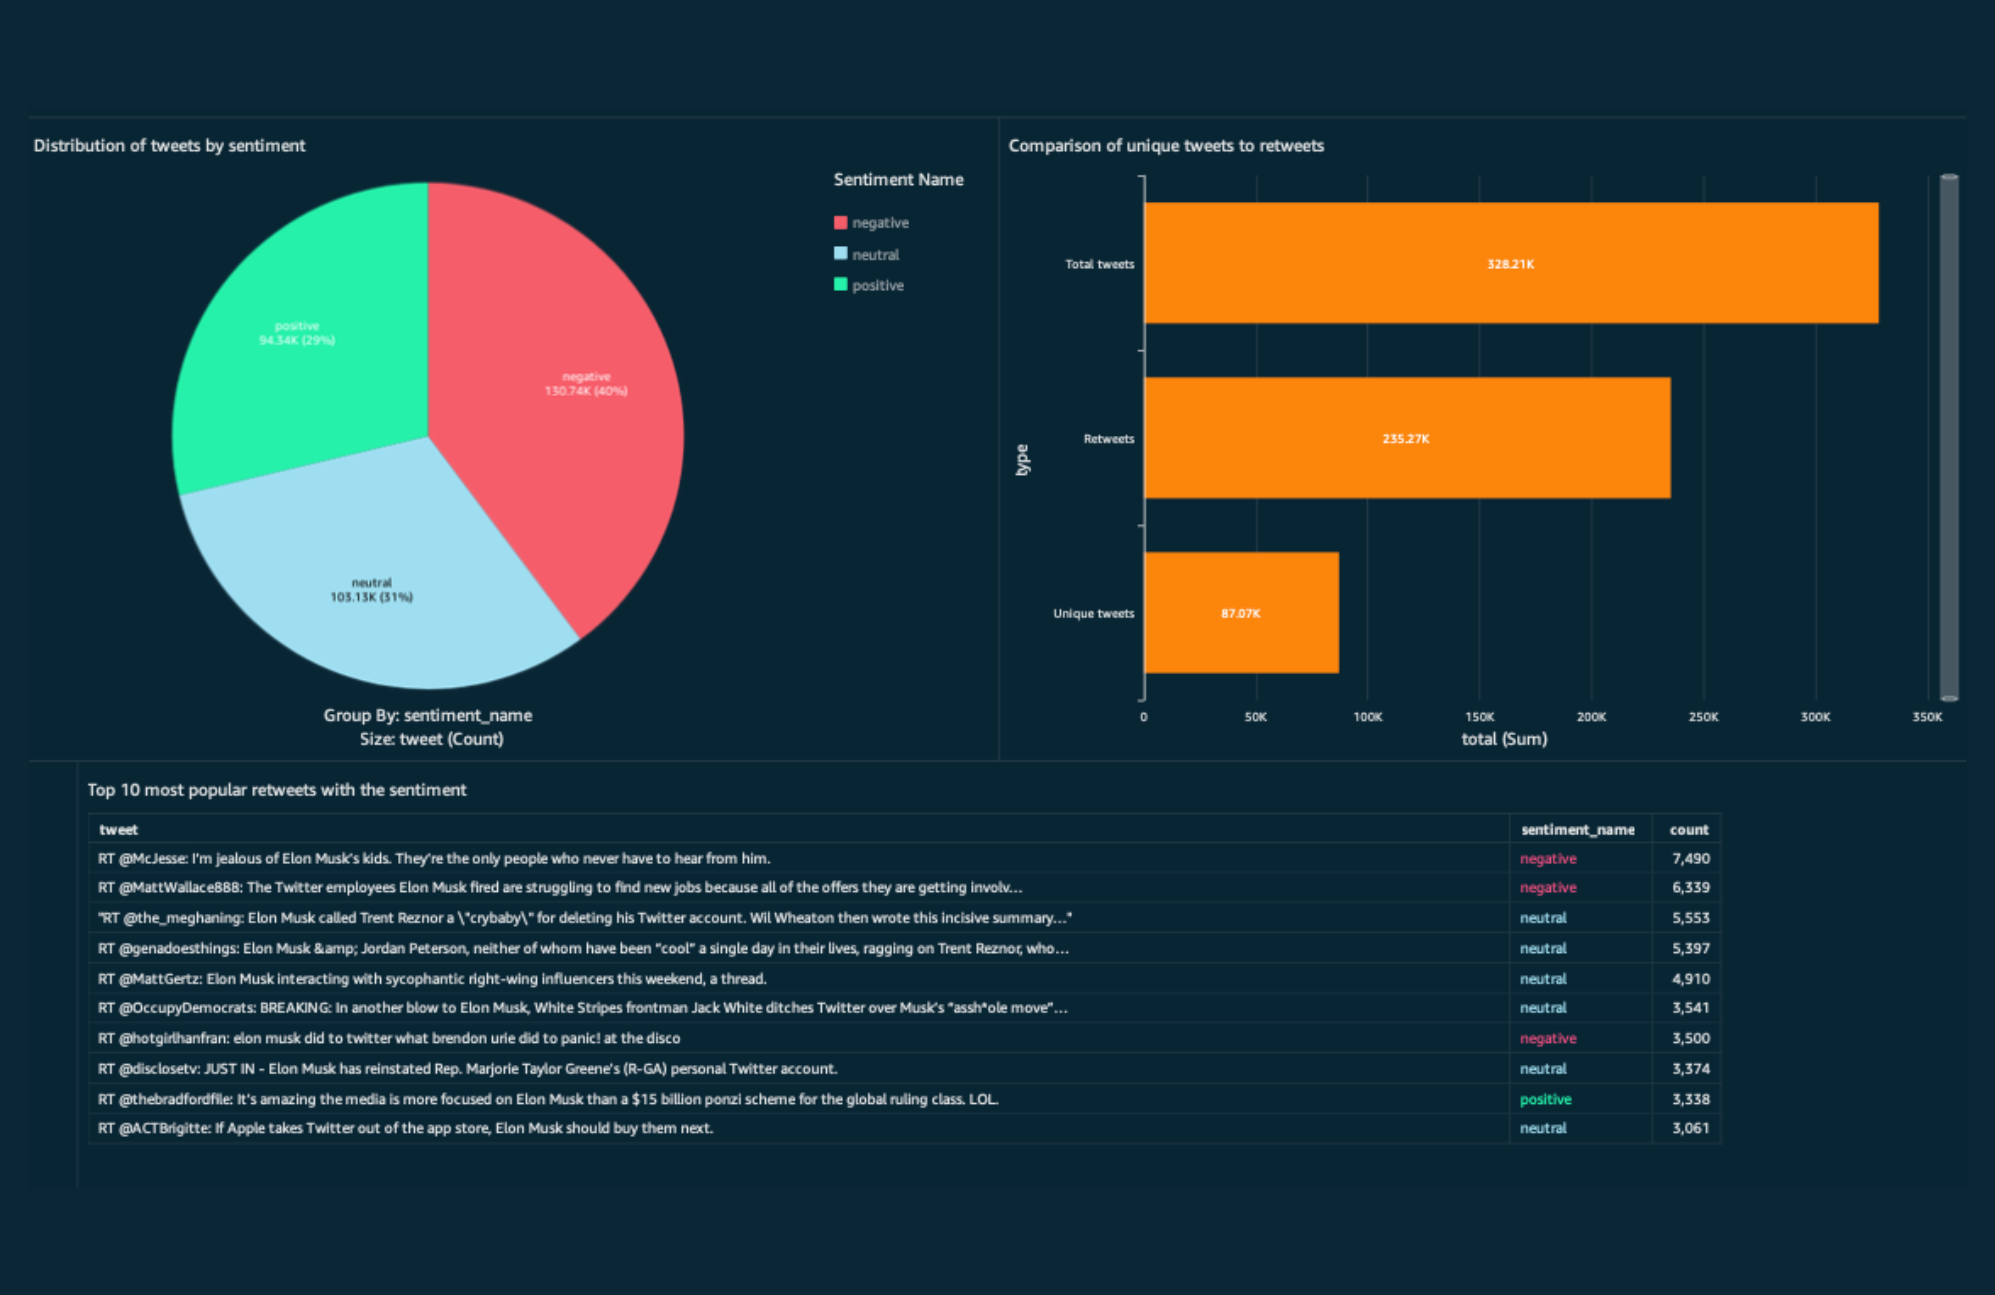 Distribution of tweets by sentiment
Sentiment Name
negative
neutral
positive
positive
94.34K (29%)
negative
130.74K (40%)
neutral
103.13K (31%)
Group By: sentiment_name
Size: tweet (Count)
Comparison of unique tweets to retweets
type
Total tweets
328.21K
Retweets
235.27K
Unique tweets
87.07K
0 50K 100K 150K 200K 250K 300K 350K
total (Sum)
Top 10 most popular retweets with the sentiment
tweet sentiment_name count
RT @McJesse: I'm jealous of Elon Musk's kids. They're the only people who never have to hear from him. negative 7,490
RT @MattWallace888: The Twitter employees Elon Musk fired are struggling to find new jobs because all of the offers they are getting involv... negative 6,339
"RT @the_meghaning: Elon Musk called Trent Reznor a \"crybaby\" for deleting his Twitter account. Wil Wheaton then wrote this incisive summary..." neutral 5,553
RT @genadoesthings: Elon Musk &amp; Jordan Peterson, neither of whom have been "cool" a single day in their lives, ragging on Trent Reznor, who... neutral 5,397
RT @MattGertz: Elon Musk interacting with sycophantic right-wing influencers this weekend, a thread. neutral 4,910
RT @OccupyDemocrats: BREAKING: In another blow to Elon Musk, White Stripes frontman Jack White ditches Twitter over Musk's "assh*ole move"... neutral 3,541
RT @hotgirlhanfran: elon musk did to twitter what brendon urie did to panic! at the disco negative 3,500
RT @disclosetv: JUST IN - Elon Musk has reinstated Rep. Marjorie Taylor Greene's (R-GA) personal Twitter account. neutral 3,374
RT @thebradfordfile: It's amazing the media is more focused on Elon Musk than a $15 billion ponzi scheme for the global ruling class. LOL. positive 3,338
RT @ACTBrigitte: If Apple takes Twitter out of the app store, Elon Musk should buy them next. neutral 3,061